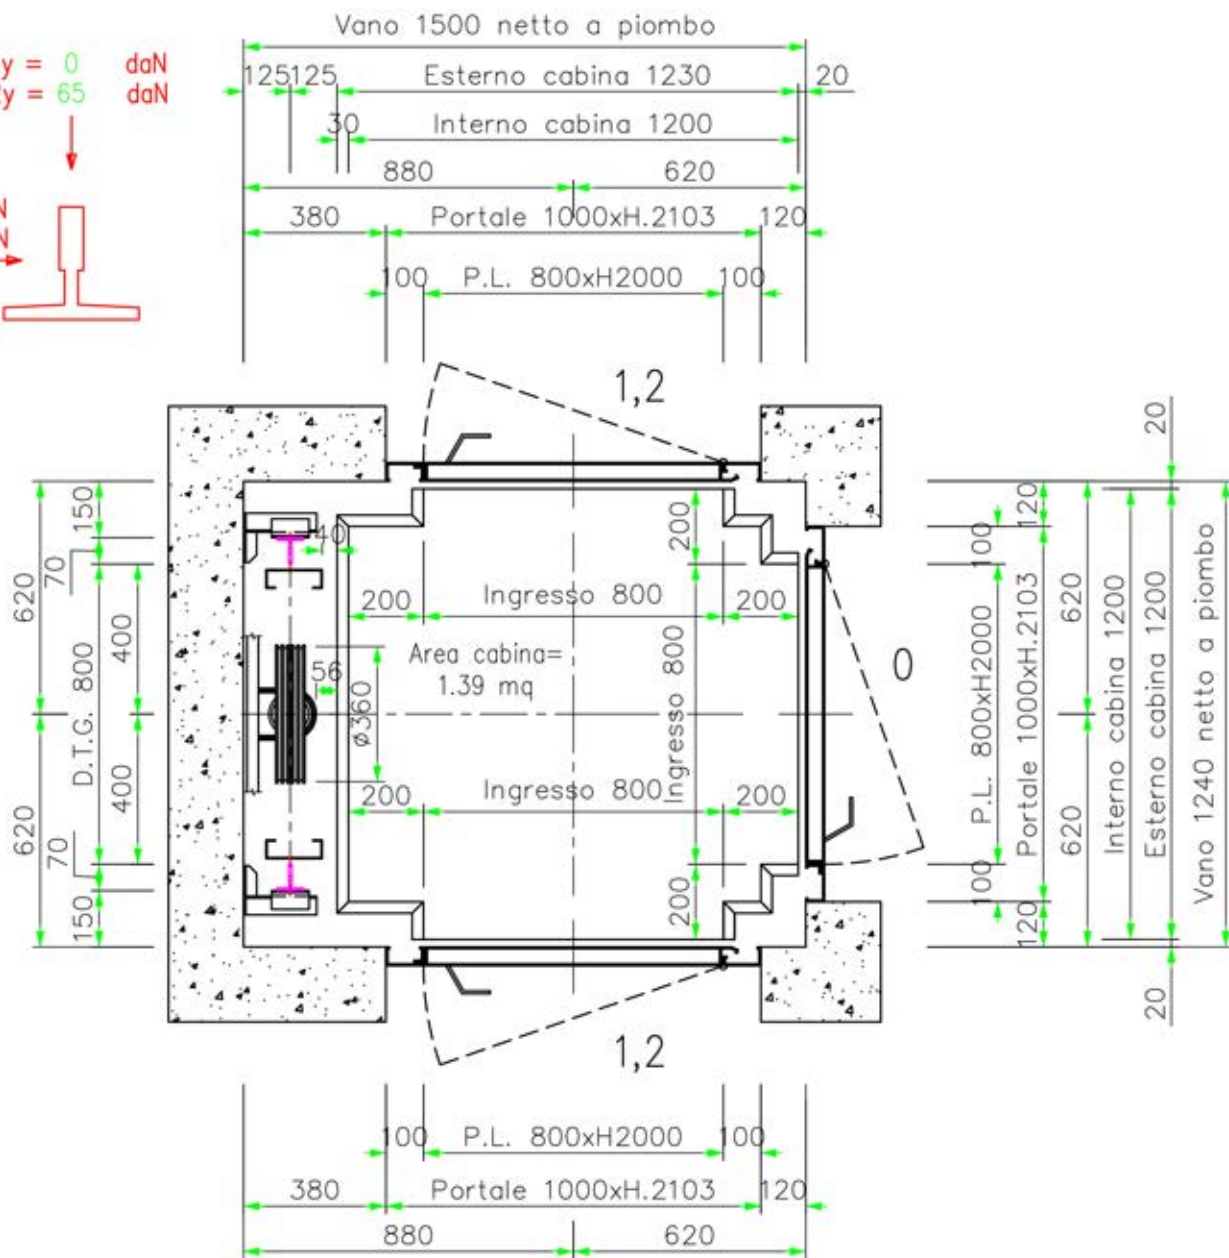 Vano 1500 netto a piombo
y = 0 daN
y = 65 daN
125 125 Esterno cabina 1230 20
30 Interno cabina 1200
880 620
N
N
380 Portale 1000xH.2103 120
100 P.L. 800xH2000 100
1,2
20
150
40
200
120
100
70
620
200 Ingresso 800 200
400
D.T.G. 800
56
Area cabina=
1.39 mq
Ø360
Ingresso 800
0
P.L. 800xH2000
Portale 1000xH.2103
620
Interno cabina 1200
Esterno cabina 1200
Vano 1240 netto a piombo
400
620
200 Ingresso 800 200
620
70
150
200
100
120
20
1,2
100 P.L. 800xH2000 100
380 Portale 1000xH.2103 120
880 620